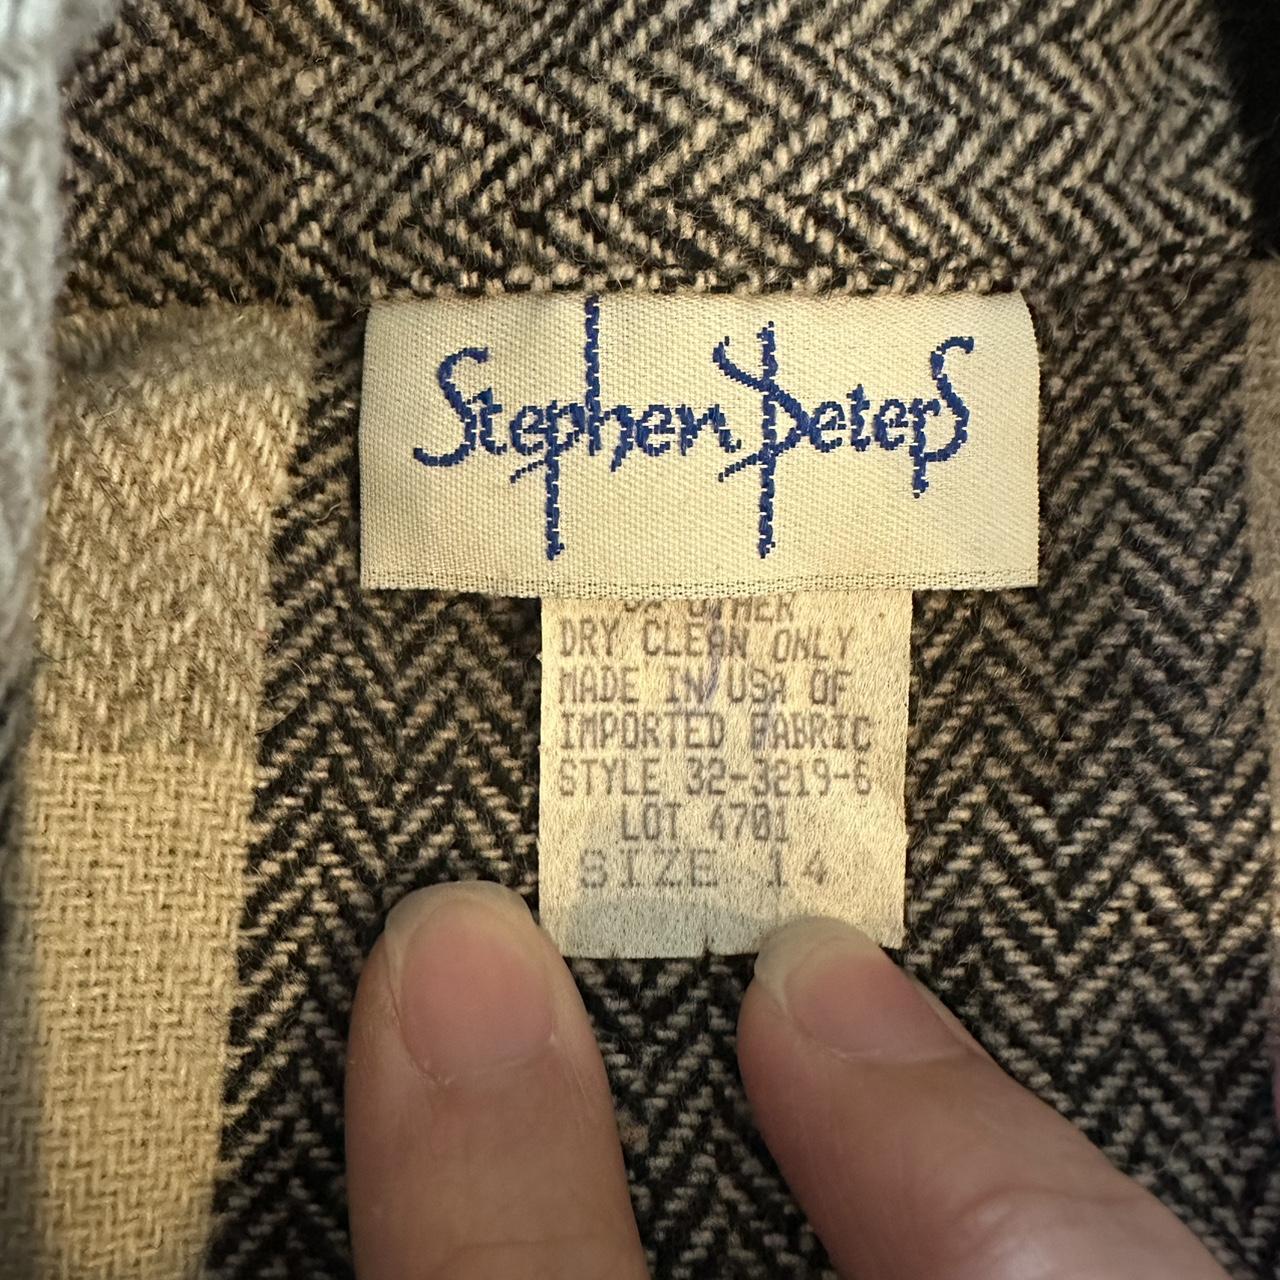 Stephen Peters
OTHER
DRY CLEAN ONLY
MADE IN USA OF
IMPORTED FABRIC
STYLE 32-3219-6
LOT 4701
SIZE 14